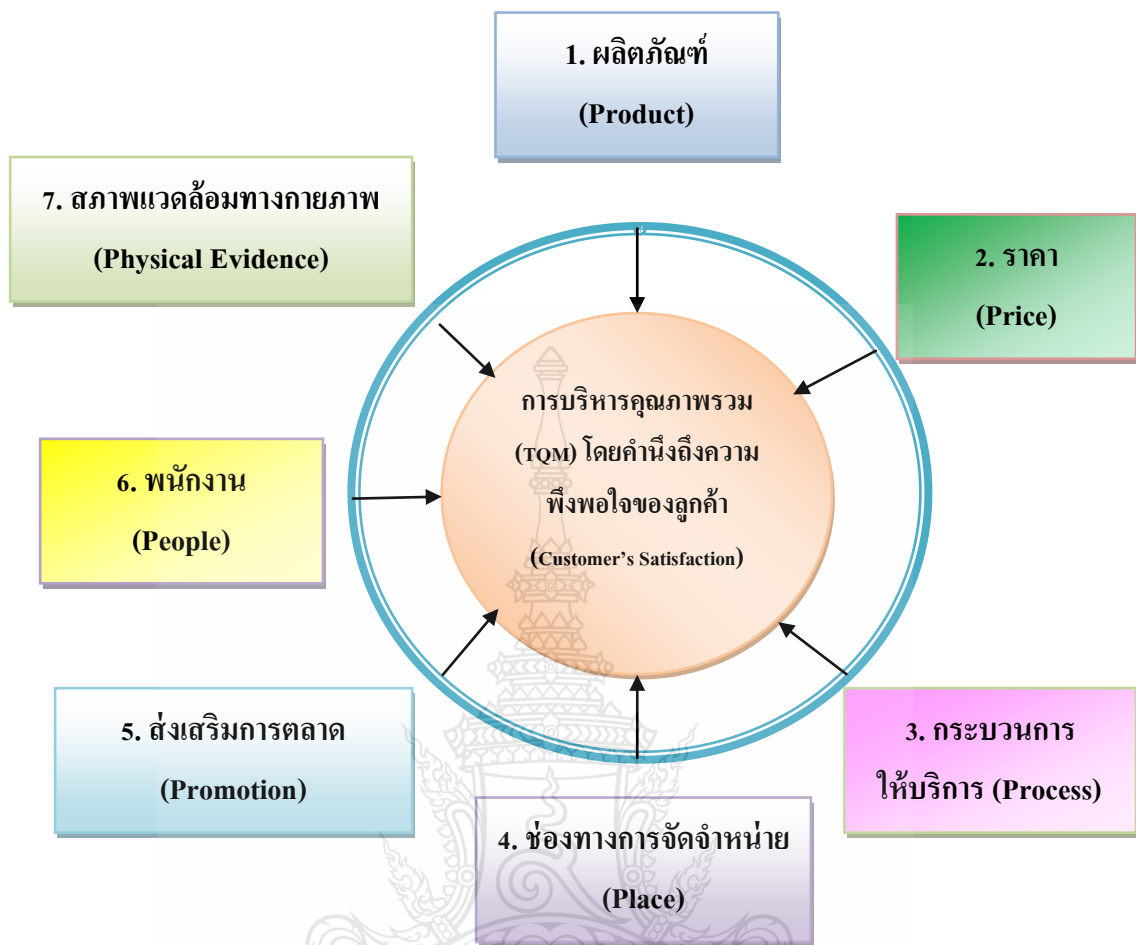 1. ผลิตภัณฑ์
(Product)
2. ราคา
(Price)
3. กระบวนการ
ให้บริการ (Process)
4. ช่องทางการจัดจำหน่าย
(Place)
5. ส่งเสริมการตลาด
(Promotion)
6. พนักงาน
(People)
7. สภาพแวดล้อมทางกายภาพ
(Physical Evidence)
การบริหารคุณภาพรวม
(TQM) โดยคำนึงถึงความ
พึงพอใจของลูกค้า
(Customer’s Satisfaction)